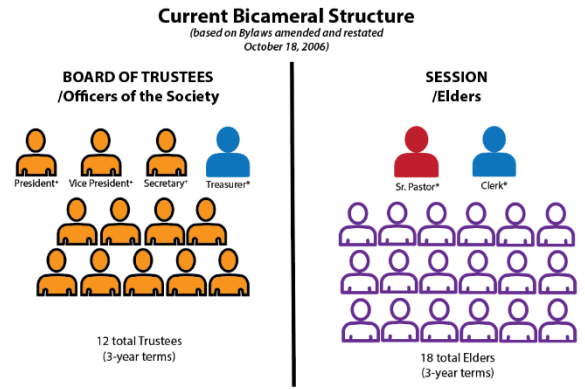 Current Bicameral Structure
(based on Bylaws amended and restated
October 18, 2006)
BOARD OF TRUSTEES
/Officers of the Society
President+
Vice President+
Secretary+
Treasurer*
12 total Trustees
(3-year terms)
SESSION
/Elders
Sr. Pastor*
Clerk*
18 total Elders
(3-year terms)